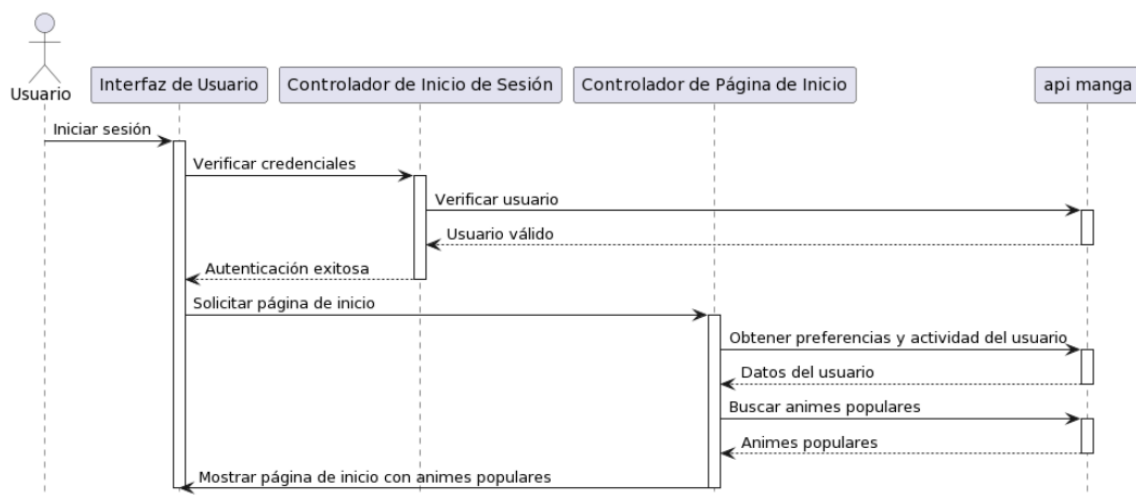 Usuario
Interfaz de Usuario
Controlador de Inicio de Sesión
Controlador de Página de Inicio
api manga
Iniciar sesión
Verificar credenciales
Verificar usuario
Usuario válido
Autenticación exitosa
Solicitar página de inicio
Obtener preferencias y actividad del usuario
Datos del usuario
Buscar animes populares
Animes populares
Mostrar página de inicio con animes populares